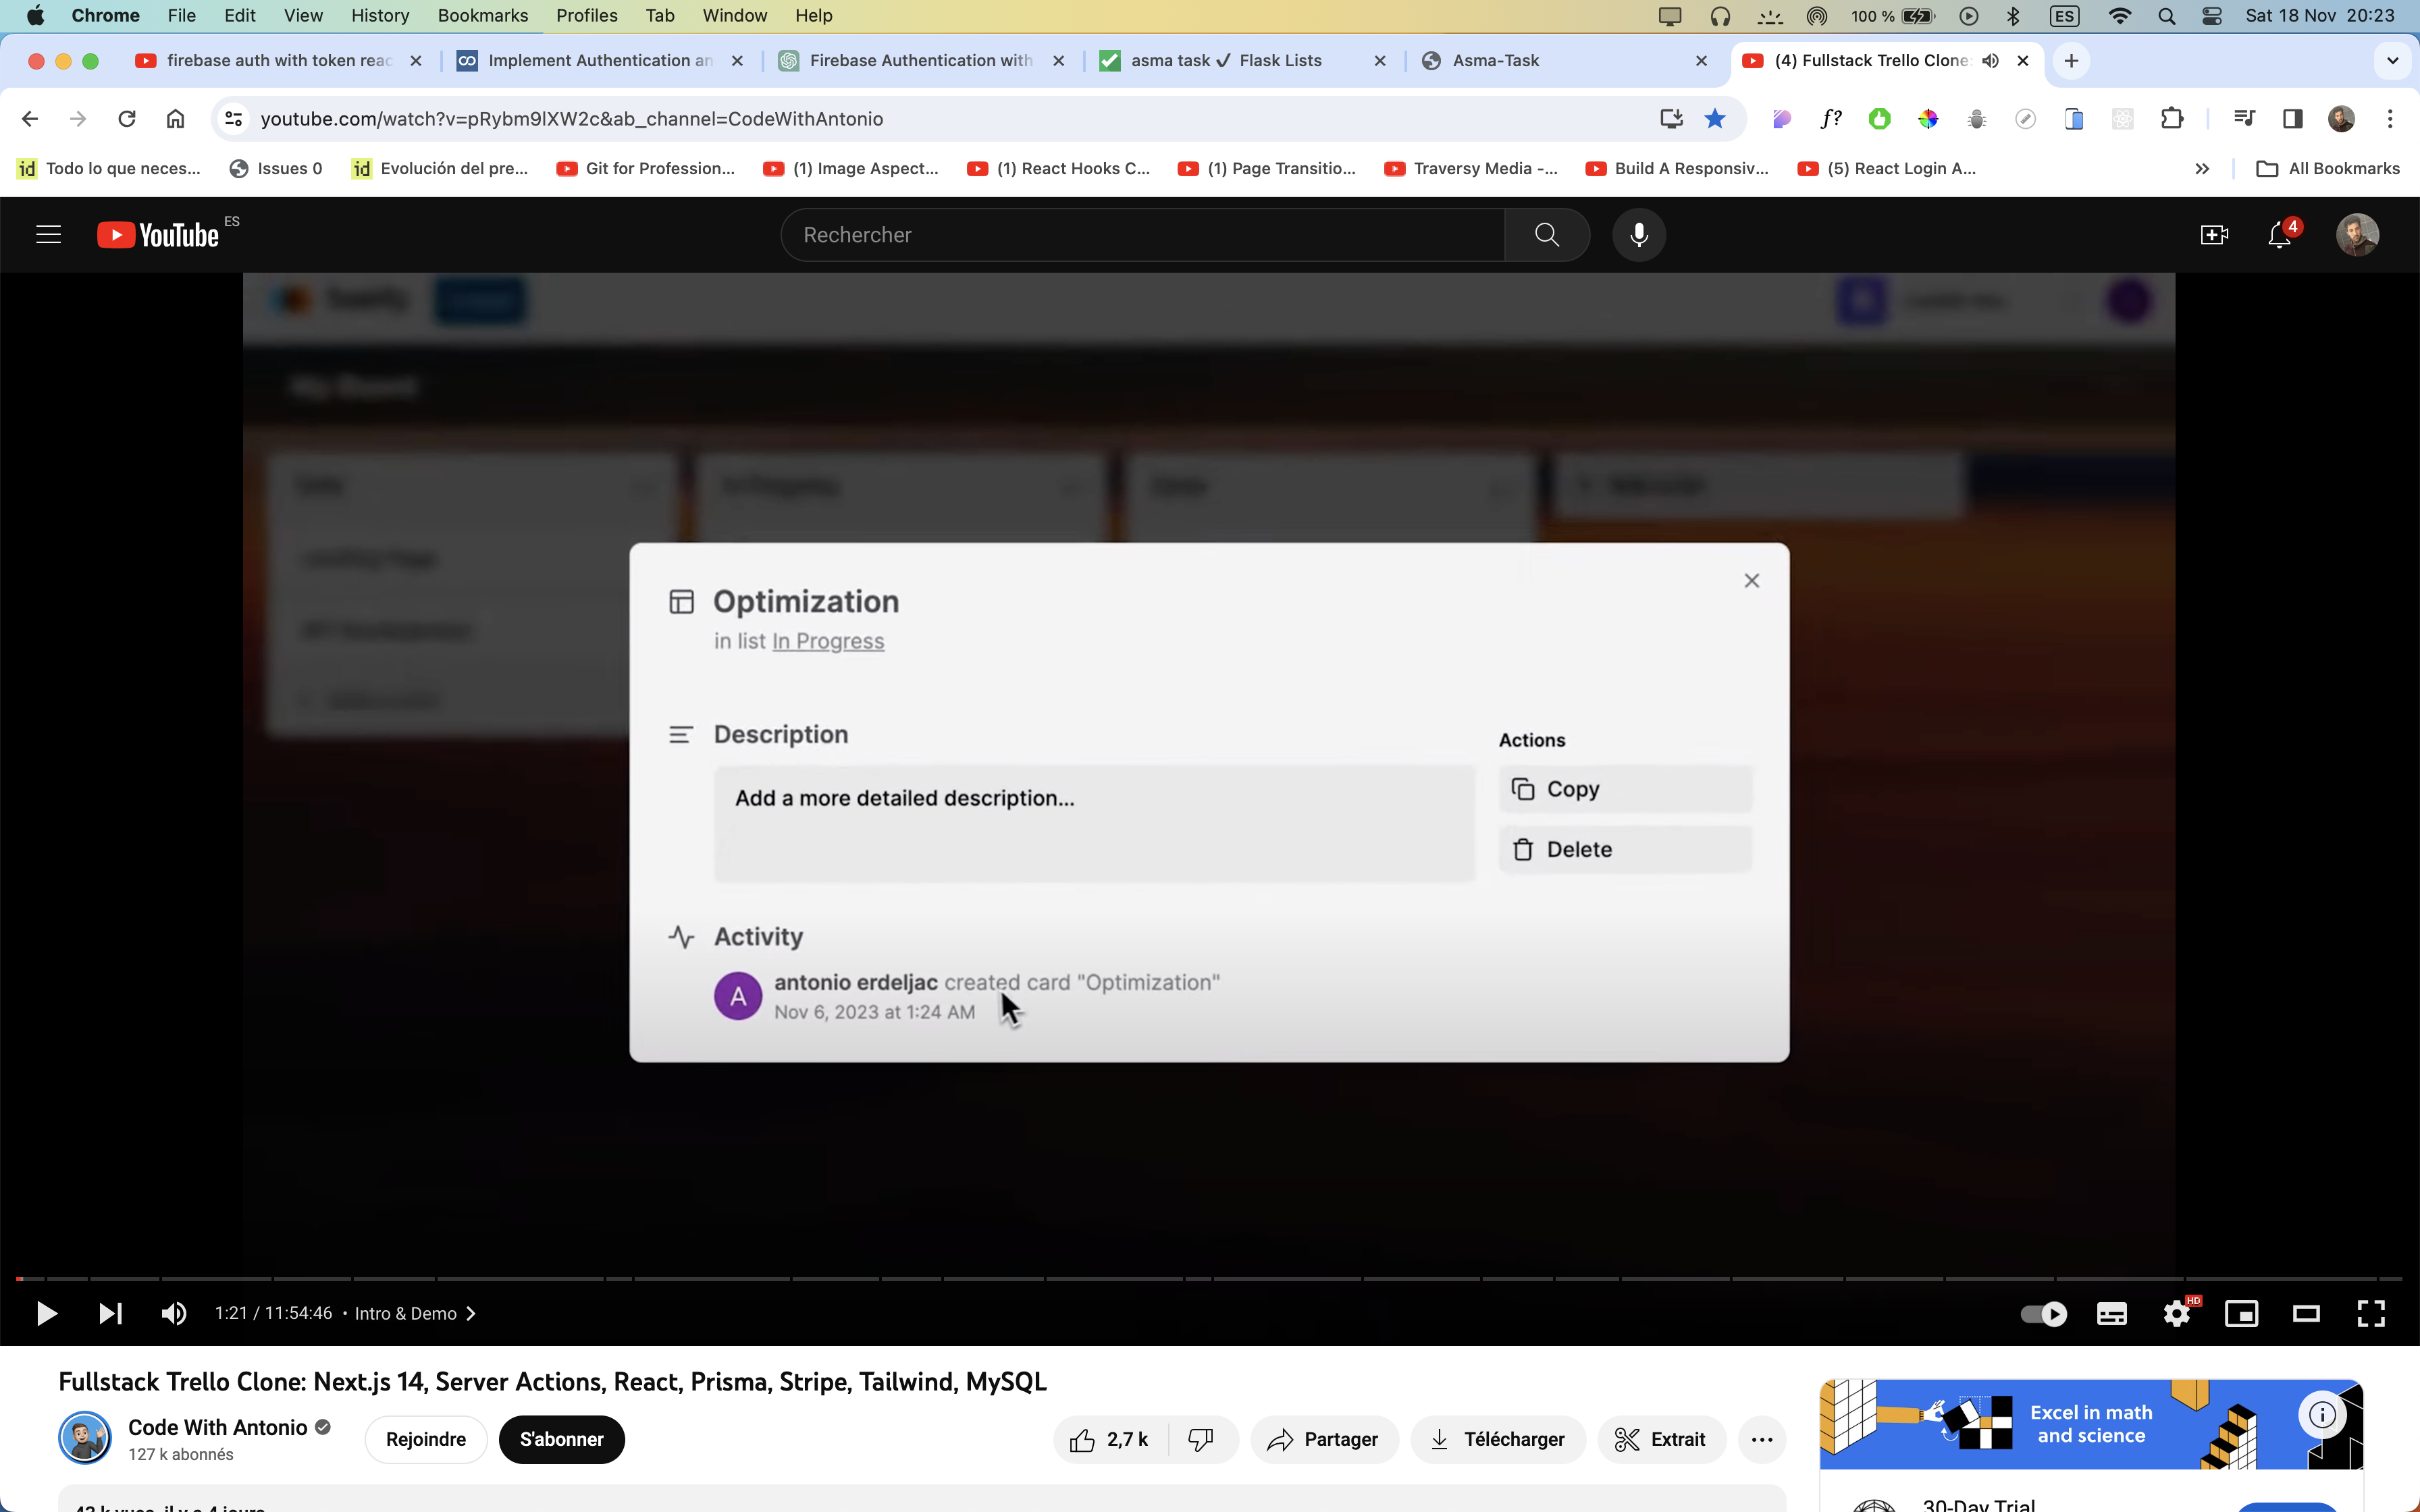 Chrome File Edit View History Bookmarks Profiles Tab Window Help 100 % ES Sat 18 Nov 20:23
firebase auth with token reac Implement Authentication an Firebase Authentication with asma task ✓ Flask Lists Asma-Task (4) Fullstack Trello Clone:
youtube.com/watch?v=pRybm9lXW2c&ab_channel=CodeWithAntonio f?
id Todo lo que neces... Issues 0 id Evolución del pre... Git for Profession... (1) Image Aspect... (1) React Hooks C... (1) Page Transitio... Traversy Media -... Build A Responsiv... (5) React Login A... » All Bookmarks
YouTube ES Rechercher 4
My Board
Optimization
in list In Progress
Description
Actions
Add a more detailed description...
Copy
Delete
Activity
A antonio erdeljac created card "Optimization"
Nov 6, 2023 at 1:24 AM
1:21 / 11:54:46 • Intro & Demo HD
Fullstack Trello Clone: Next.js 14, Server Actions, React, Prisma, Stripe, Tailwind, MySQL
Code With Antonio
127 k abonnés
Rejoindre S'abonner 2,7 k Partager Télécharger Extrait
Excel in math
and science
30-Day Trial